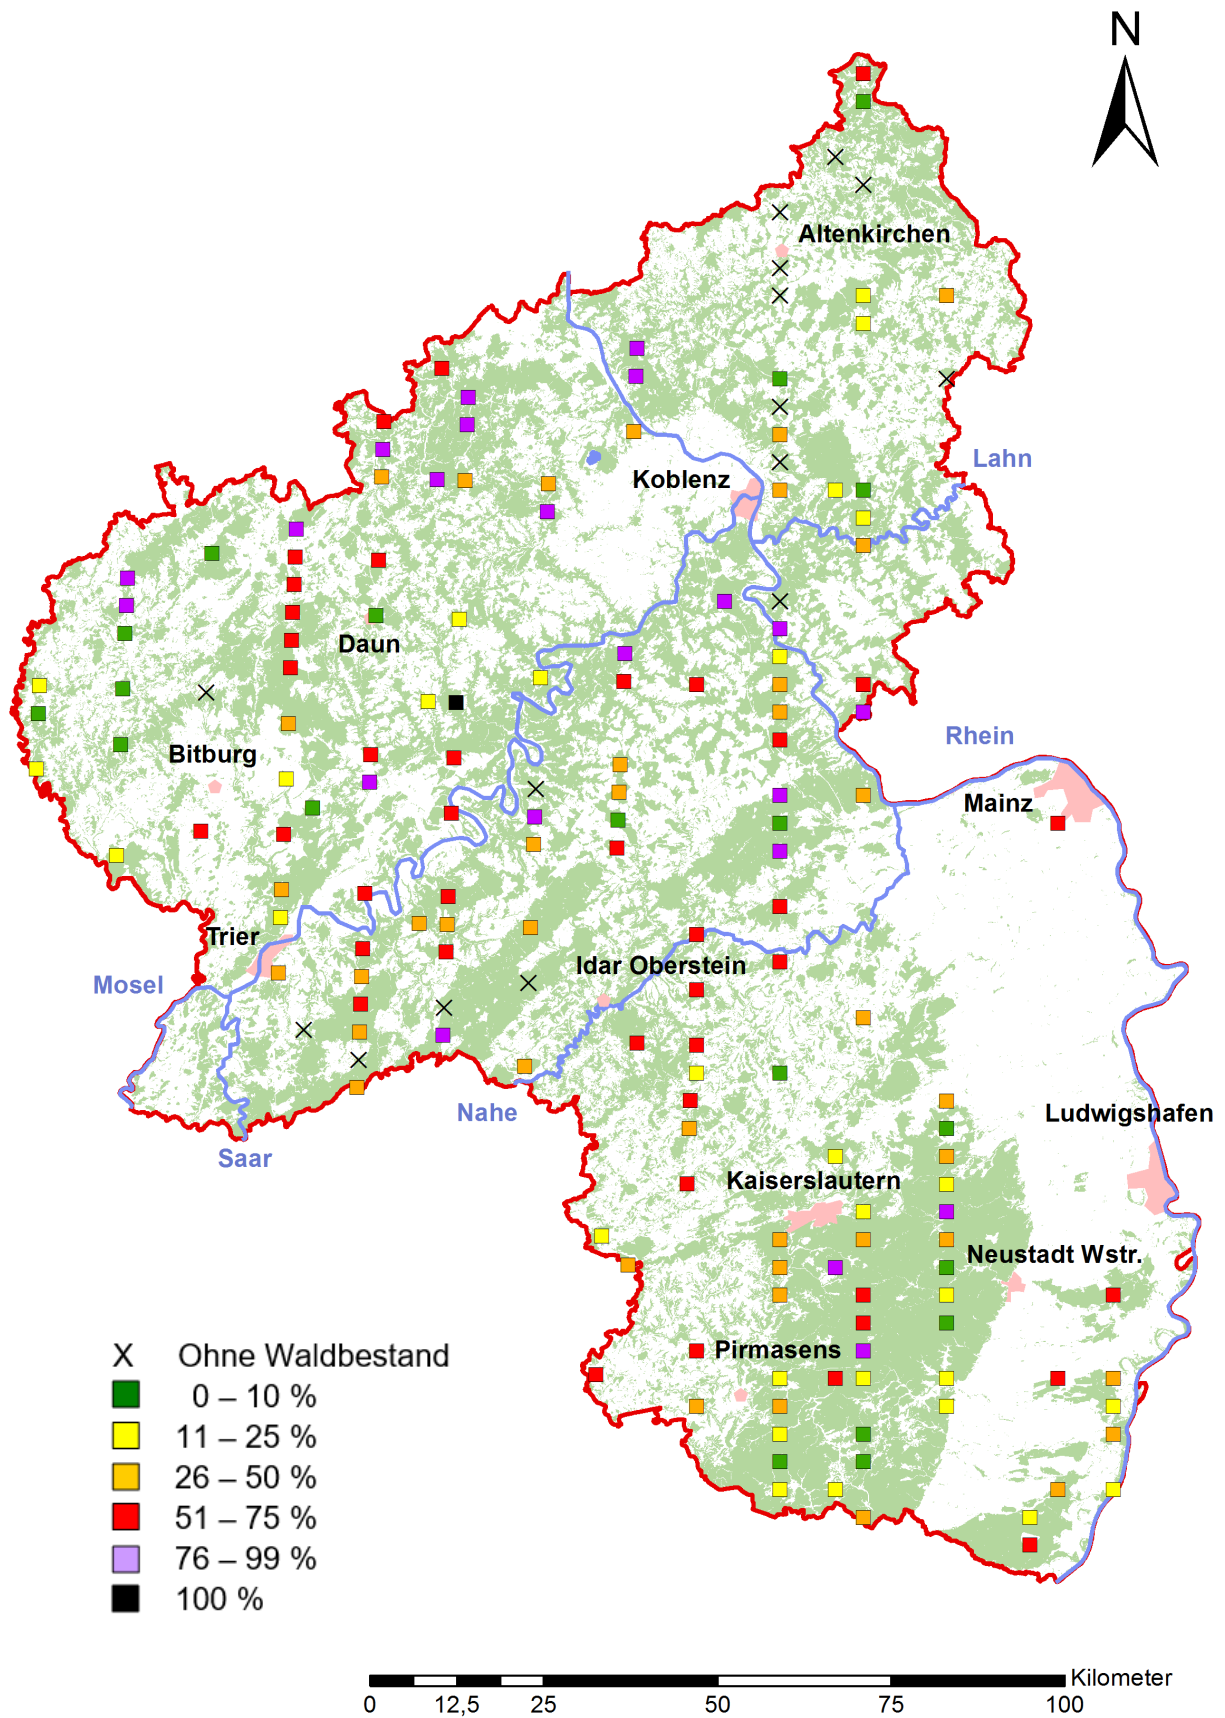 N
Altenkirchen
Lahn
Koblenz
Daun
Rhein
Bitburg
Mainz
Trier
Idar Oberstein
Mosel
Nahe
Ludwigshafen
Saar
Kaiserslautern
Neustadt Wstr.
Pirmasens
X Ohne Waldbestand
0 – 10 %
11 – 25 %
26 – 50 %
51 – 75 %
76 – 99 %
100 %
Kilometer
0 12,5 25 50 75 100